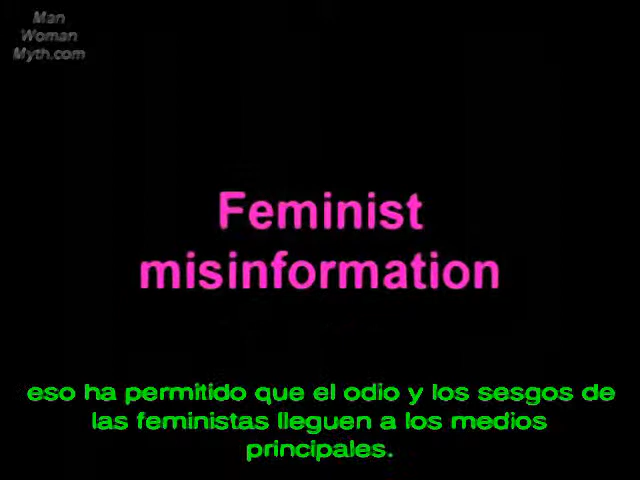 Man
Woman
Myth.com
Feminist
misinformation
eso ha permitido que el odio y los sesgos de
las feministas lleguen a los medios
principales.